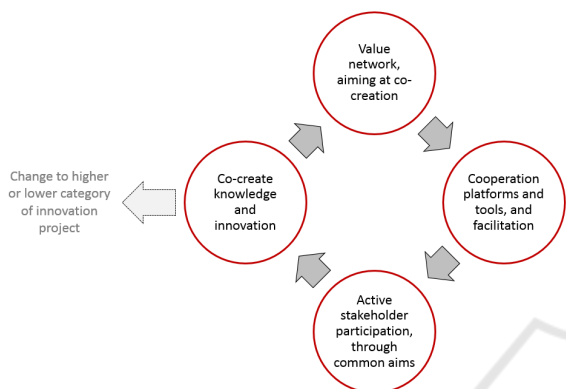 Value
network,
aiming at co-
creation
Change to higher
or lower category
of innovation
project
Co-create
knowledge
and
innovation
Cooperation
platforms and
tools, and
facilitation
Active
stakeholder
participation,
through
common aims